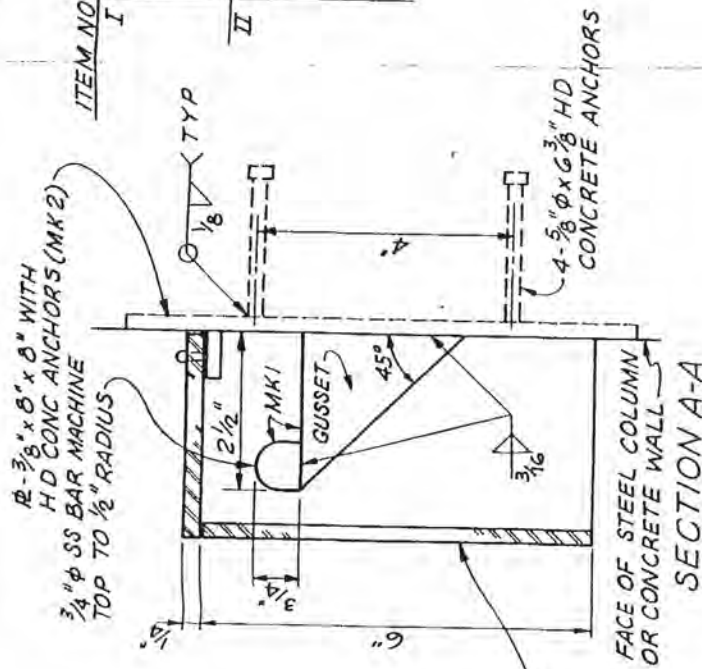 ITEM NO
I
II
℄-3/8" x 8" x 8" WITH
HD CONC ANCHORS (MK 2)
3/4" φ SS BAR MACHINE
TOP TO 1/2" RADIUS
1/8
TYP
1/4"
2 1/2"
MK1
3/4"
GUSSET
45°
4"
6"
3/16
4-5/8" φ x 6 3/8" HD
CONCRETE ANCHORS
FACE OF STEEL COLUMN
OR CONCRETE WALL
SECTION A-A